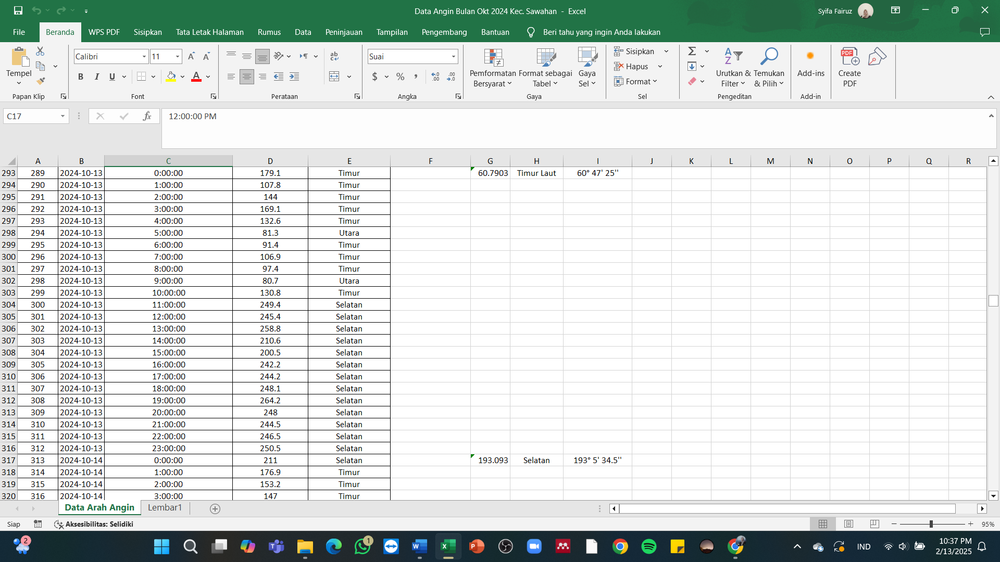 Data Angin Bulan Okt 2024 Kec. Sawahan - Excel
Syifa Fairuz
File Beranda WPS PDF Sisipkan Tata Letak Halaman Rumus Data Peninjauan Tampilan Pengembang Bantuan Beri tahu yang ingin Anda lakukan
Tempel
Papan Klip
Calibri 11
B I U
Font
ab
Perataan
Suai
$ % ,
Angka
Pemformatan Bersyarat
Format sebagai Tabel
Gaya Sel
Gaya
Sisipkan
Hapus
Format
Sel
Σ
Urutkan & Filter
Temukan & Pilih
Pengeditan
Add-ins
Add-in
PDF
Create PDF
C17 fx 12:00:00 PM
A B C D E F G H I J K L M N O P Q R
293 289 2024-10-13 0:00:00 179.1 Timur 60.7903 Timur Laut 60° 47' 25''
294 290 2024-10-13 1:00:00 107.8 Timur
295 291 2024-10-13 2:00:00 144 Timur
296 292 2024-10-13 3:00:00 169.1 Timur
297 293 2024-10-13 4:00:00 132.6 Timur
298 294 2024-10-13 5:00:00 81.3 Utara
299 295 2024-10-13 6:00:00 91.4 Timur
300 296 2024-10-13 7:00:00 106.9 Timur
301 297 2024-10-13 8:00:00 97.4 Timur
302 298 2024-10-13 9:00:00 80.7 Utara
303 299 2024-10-13 10:00:00 130.8 Timur
304 300 2024-10-13 11:00:00 249.4 Selatan
305 301 2024-10-13 12:00:00 245.4 Selatan
306 302 2024-10-13 13:00:00 258.8 Selatan
307 303 2024-10-13 14:00:00 210.6 Selatan
308 304 2024-10-13 15:00:00 200.5 Selatan
309 305 2024-10-13 16:00:00 242.2 Selatan
310 306 2024-10-13 17:00:00 244.2 Selatan
311 307 2024-10-13 18:00:00 248.1 Selatan
312 308 2024-10-13 19:00:00 264.2 Selatan
313 309 2024-10-13 20:00:00 248 Selatan
314 310 2024-10-13 21:00:00 244.5 Selatan
315 311 2024-10-13 22:00:00 246.5 Selatan
316 312 2024-10-13 23:00:00 250.5 Selatan
317 313 2024-10-14 0:00:00 211 Selatan 193.093 Selatan 193° 5' 34.5''
318 314 2024-10-14 1:00:00 176.9 Timur
319 315 2024-10-14 2:00:00 153.2 Timur
320 316 2024-10-14 3:00:00 147 Timur
Data Arah Angin Lembar1
Siap Aksesibilitas: Selidiki 95%
2 1 IND 10:37 PM
2/13/2025